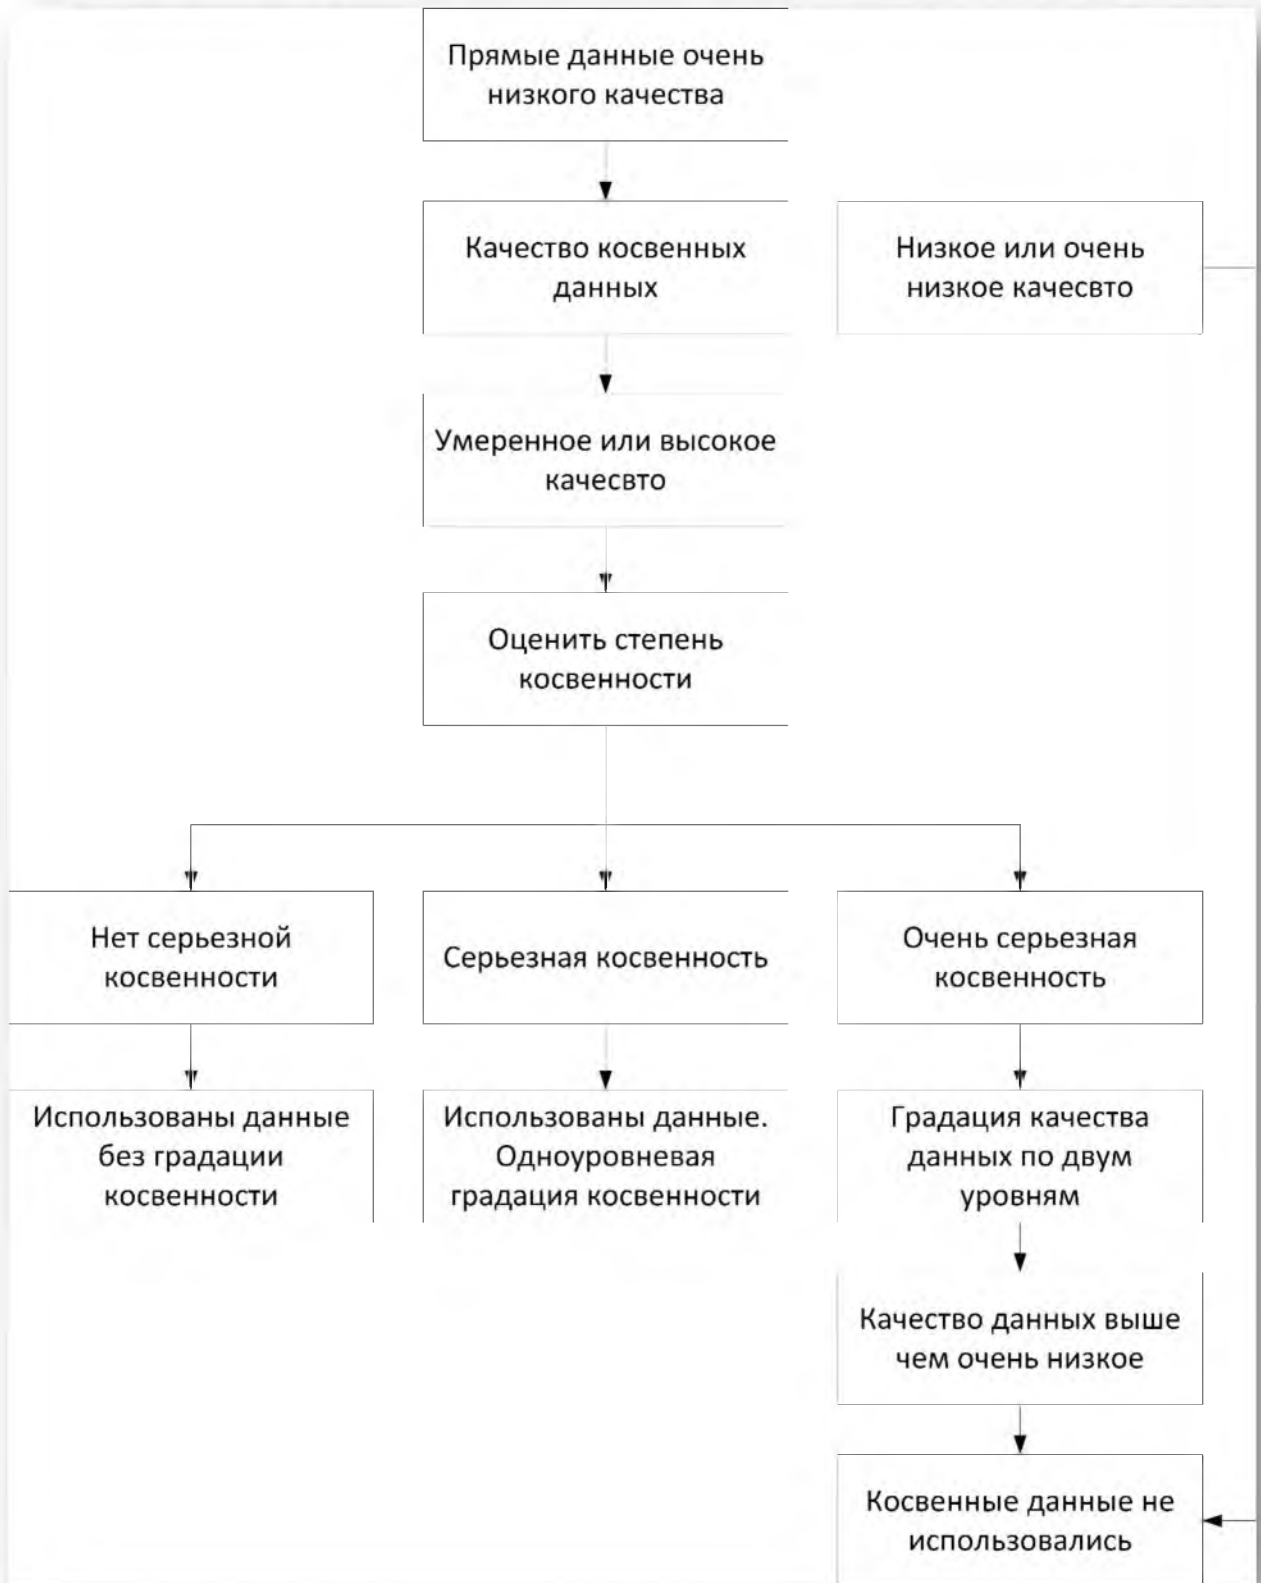 Прямые данные очень
низкого качества
Качество косвенных
данных
Низкое или очень
низкое качесвто
Умеренное или высокое
качесвто
Оценить степень
косвенности
Нет серьезной
косвенности
Серьезная косвенность
Очень серьезная
косвенность
Использованы данные
без градации
косвенности
Использованы данные.
Одноуровневая
градация косвенности
Градация качества
данных по двум
уровням
Качество данных выше
чем очень низкое
Косвенные данные не
использовались